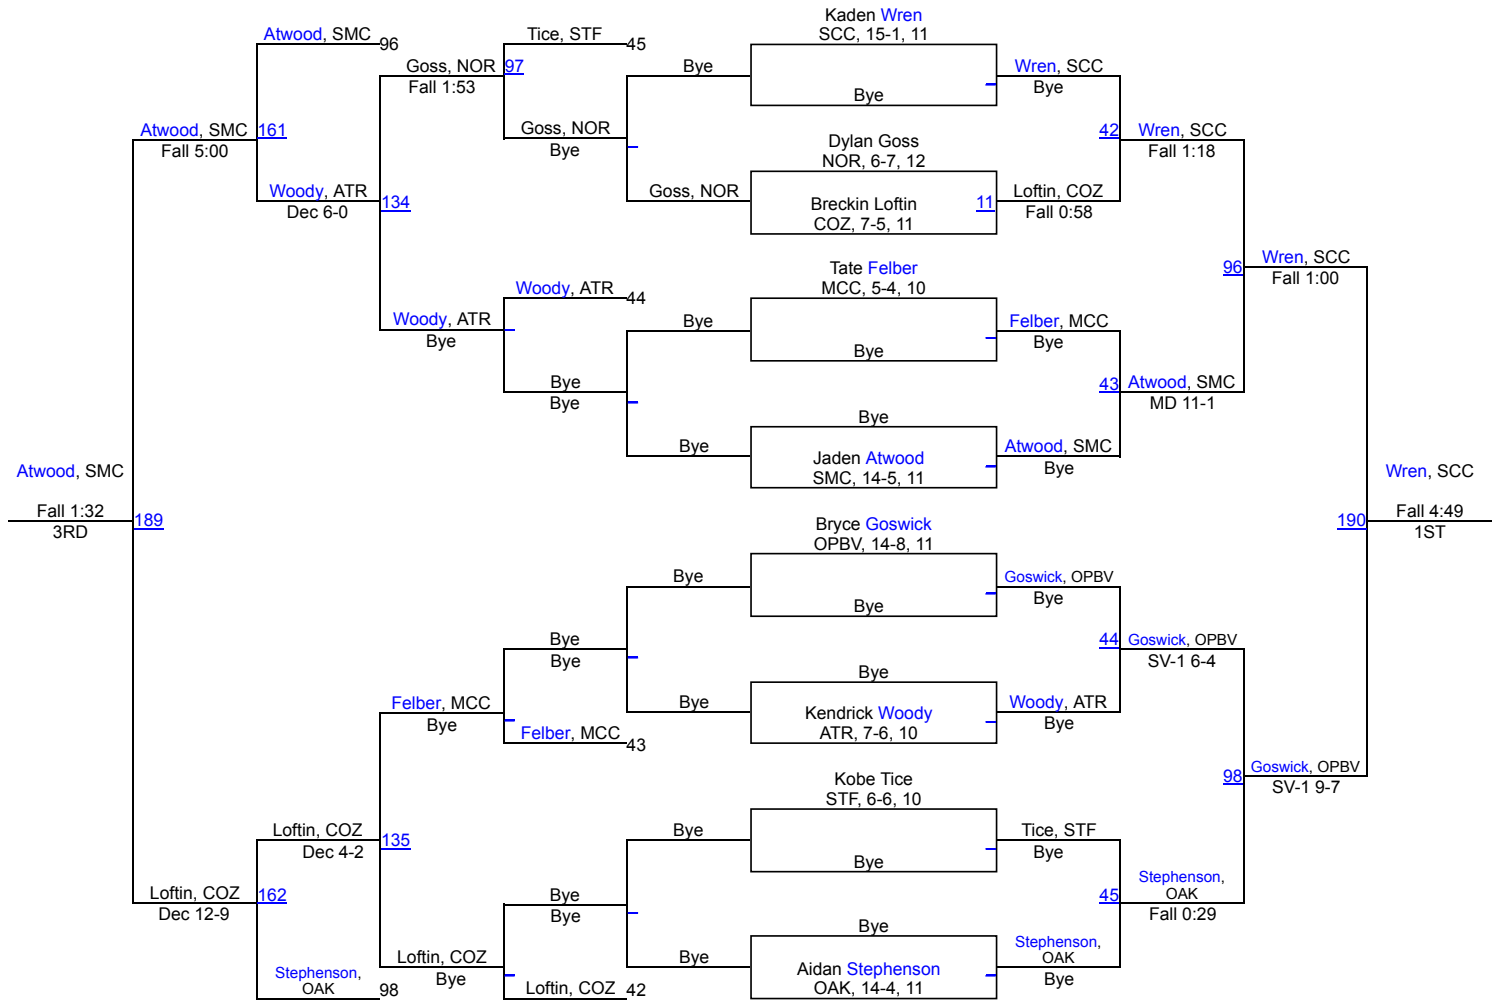 Kaden Wren
SCC, 15-1, 11
Bye
Bye
Wren, SCC
Bye
Dylan Goss
NOR, 6-7, 12
Goss, NOR
Breckin Loftin
COZ, 7-5, 11
11
Loftin, COZ
Fall 0:58
Tate Felber
MCC, 5-4, 10
Bye
Bye
Felber, MCC
Bye
Bye
Bye
Jaden Atwood
SMC, 14-5, 11
Atwood, SMC
Bye
Bryce Goswick
OPBV, 14-8, 11
Bye
Bye
Goswick, OPBV
Bye
Bye
Bye
Kendrick Woody
ATR, 7-6, 10
Woody, ATR
Bye
Kobe Tice
STF, 6-6, 10
Bye
Bye
Tice, STF
Bye
Bye
Bye
Aidan Stephenson
OAK, 14-4, 11
Stephenson,
OAK
Bye
42
Wren, SCC
Fall 1:18
43
Atwood, SMC
MD 11-1
44
Goswick, OPBV
SV-1 6-4
45
Stephenson,
OAK
Fall 0:29
96
Wren, SCC
Fall 1:00
98
Goswick, OPBV
SV-1 9-7
Wren, SCC
190
Fall 4:49
1ST
Tice, STF
45
Goss, NOR
Bye
Woody, ATR
44
Bye
Bye
Bye
Bye
Felber, MCC
43
Bye
Bye
Loftin, COZ
42
Goss, NOR
97
Fall 1:53
Woody, ATR
Bye
Felber, MCC
Bye
Loftin, COZ
Bye
Atwood, SMC
96
Woody, ATR
134
Dec 6-0
Loftin, COZ
135
Dec 4-2
Stephenson,
OAK
98
Atwood, SMC
161
Fall 5:00
Loftin, COZ
162
Dec 12-9
Atwood, SMC
Fall 1:32
189
3RD